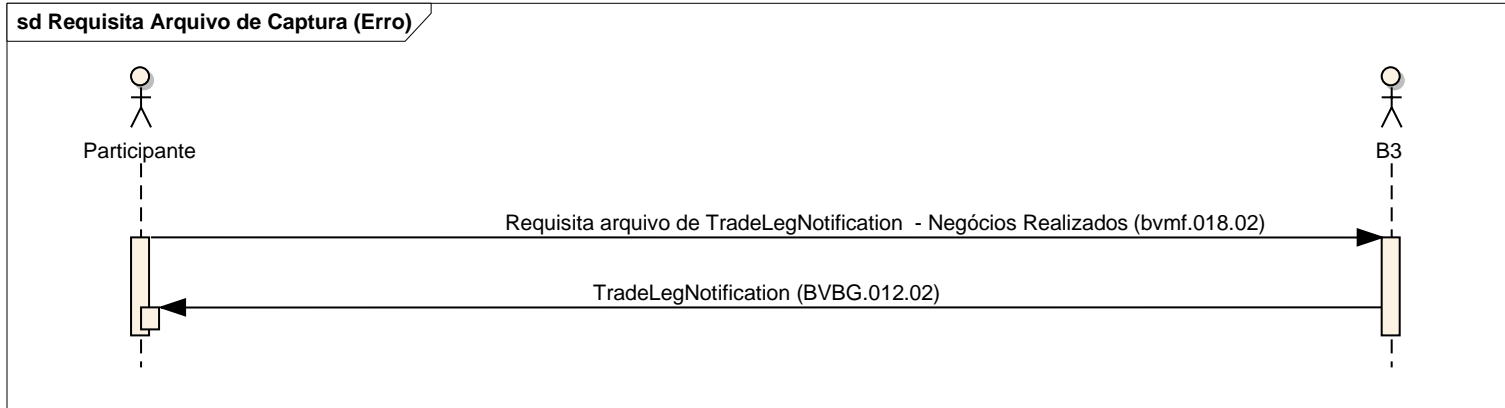 sd Requisita Arquivo de Captura (Erro)
Participante
B3
Requisita arquivo de TradeLegNotification  - Negócios Realizados (bvmf.018.02)
TradeLegNotification (BVBG.012.02)